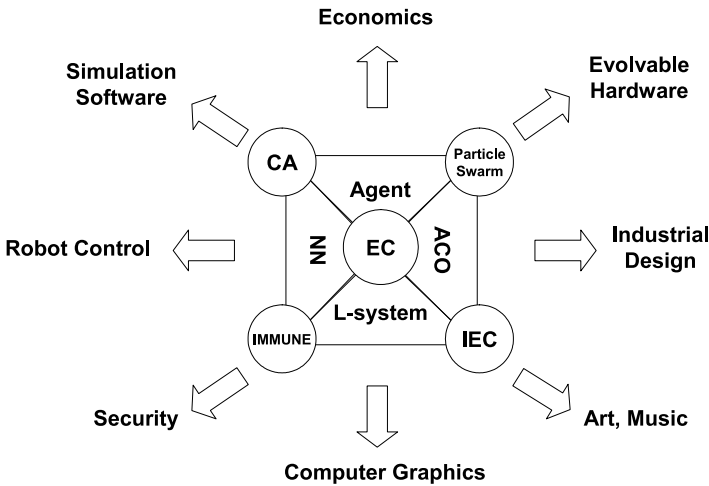 Economics
Simulation
Software
Evolvable
Hardware
CA
Particle
Swarm
Agent
Robot Control
NN
EC
ACO
Industrial
Design
L-system
IMMUNE
IEC
Security
Art, Music
Computer Graphics